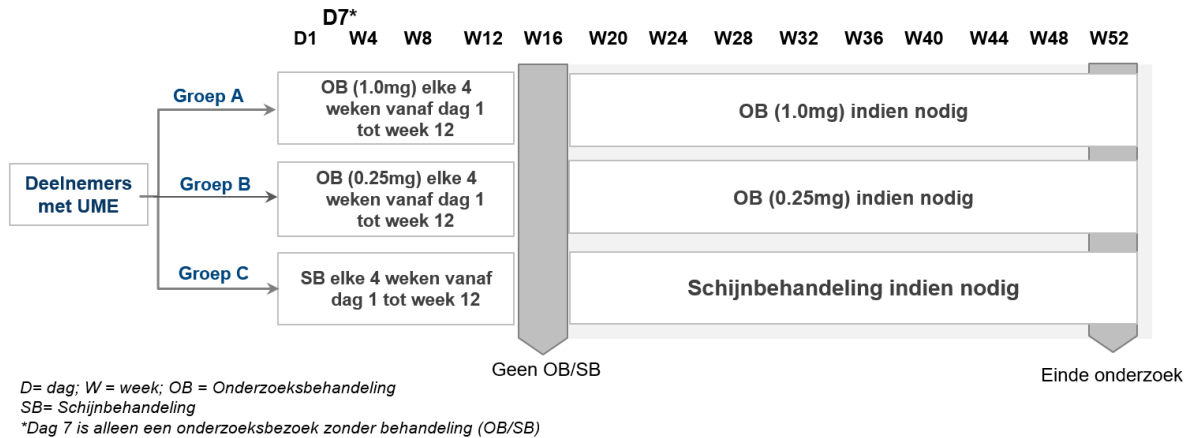 D7*
D1 W4 W8 W12 W16 W20 W24 W28 W32 W36 W40 W44 W48 W52
Groep A
OB (1.0mg) elke 4
weken vanaf dag 1
tot week 12
OB (1.0mg) indien nodig
Deelnemers
met UME
Groep B
OB (0.25mg) elke 4
weken vanaf dag 1
tot week 12
OB (0.25mg) indien nodig
Groep C
SB elke 4 weken vanaf
dag 1 tot week 12
Schijnbehandeling indien nodig
Geen OB/SB
Einde onderzoek
D= dag; W = week; OB = Onderzoeksbehandeling
SB= Schijnbehandeling
*Dag 7 is alleen een onderzoeksbezoek zonder behandeling (OB/SB)